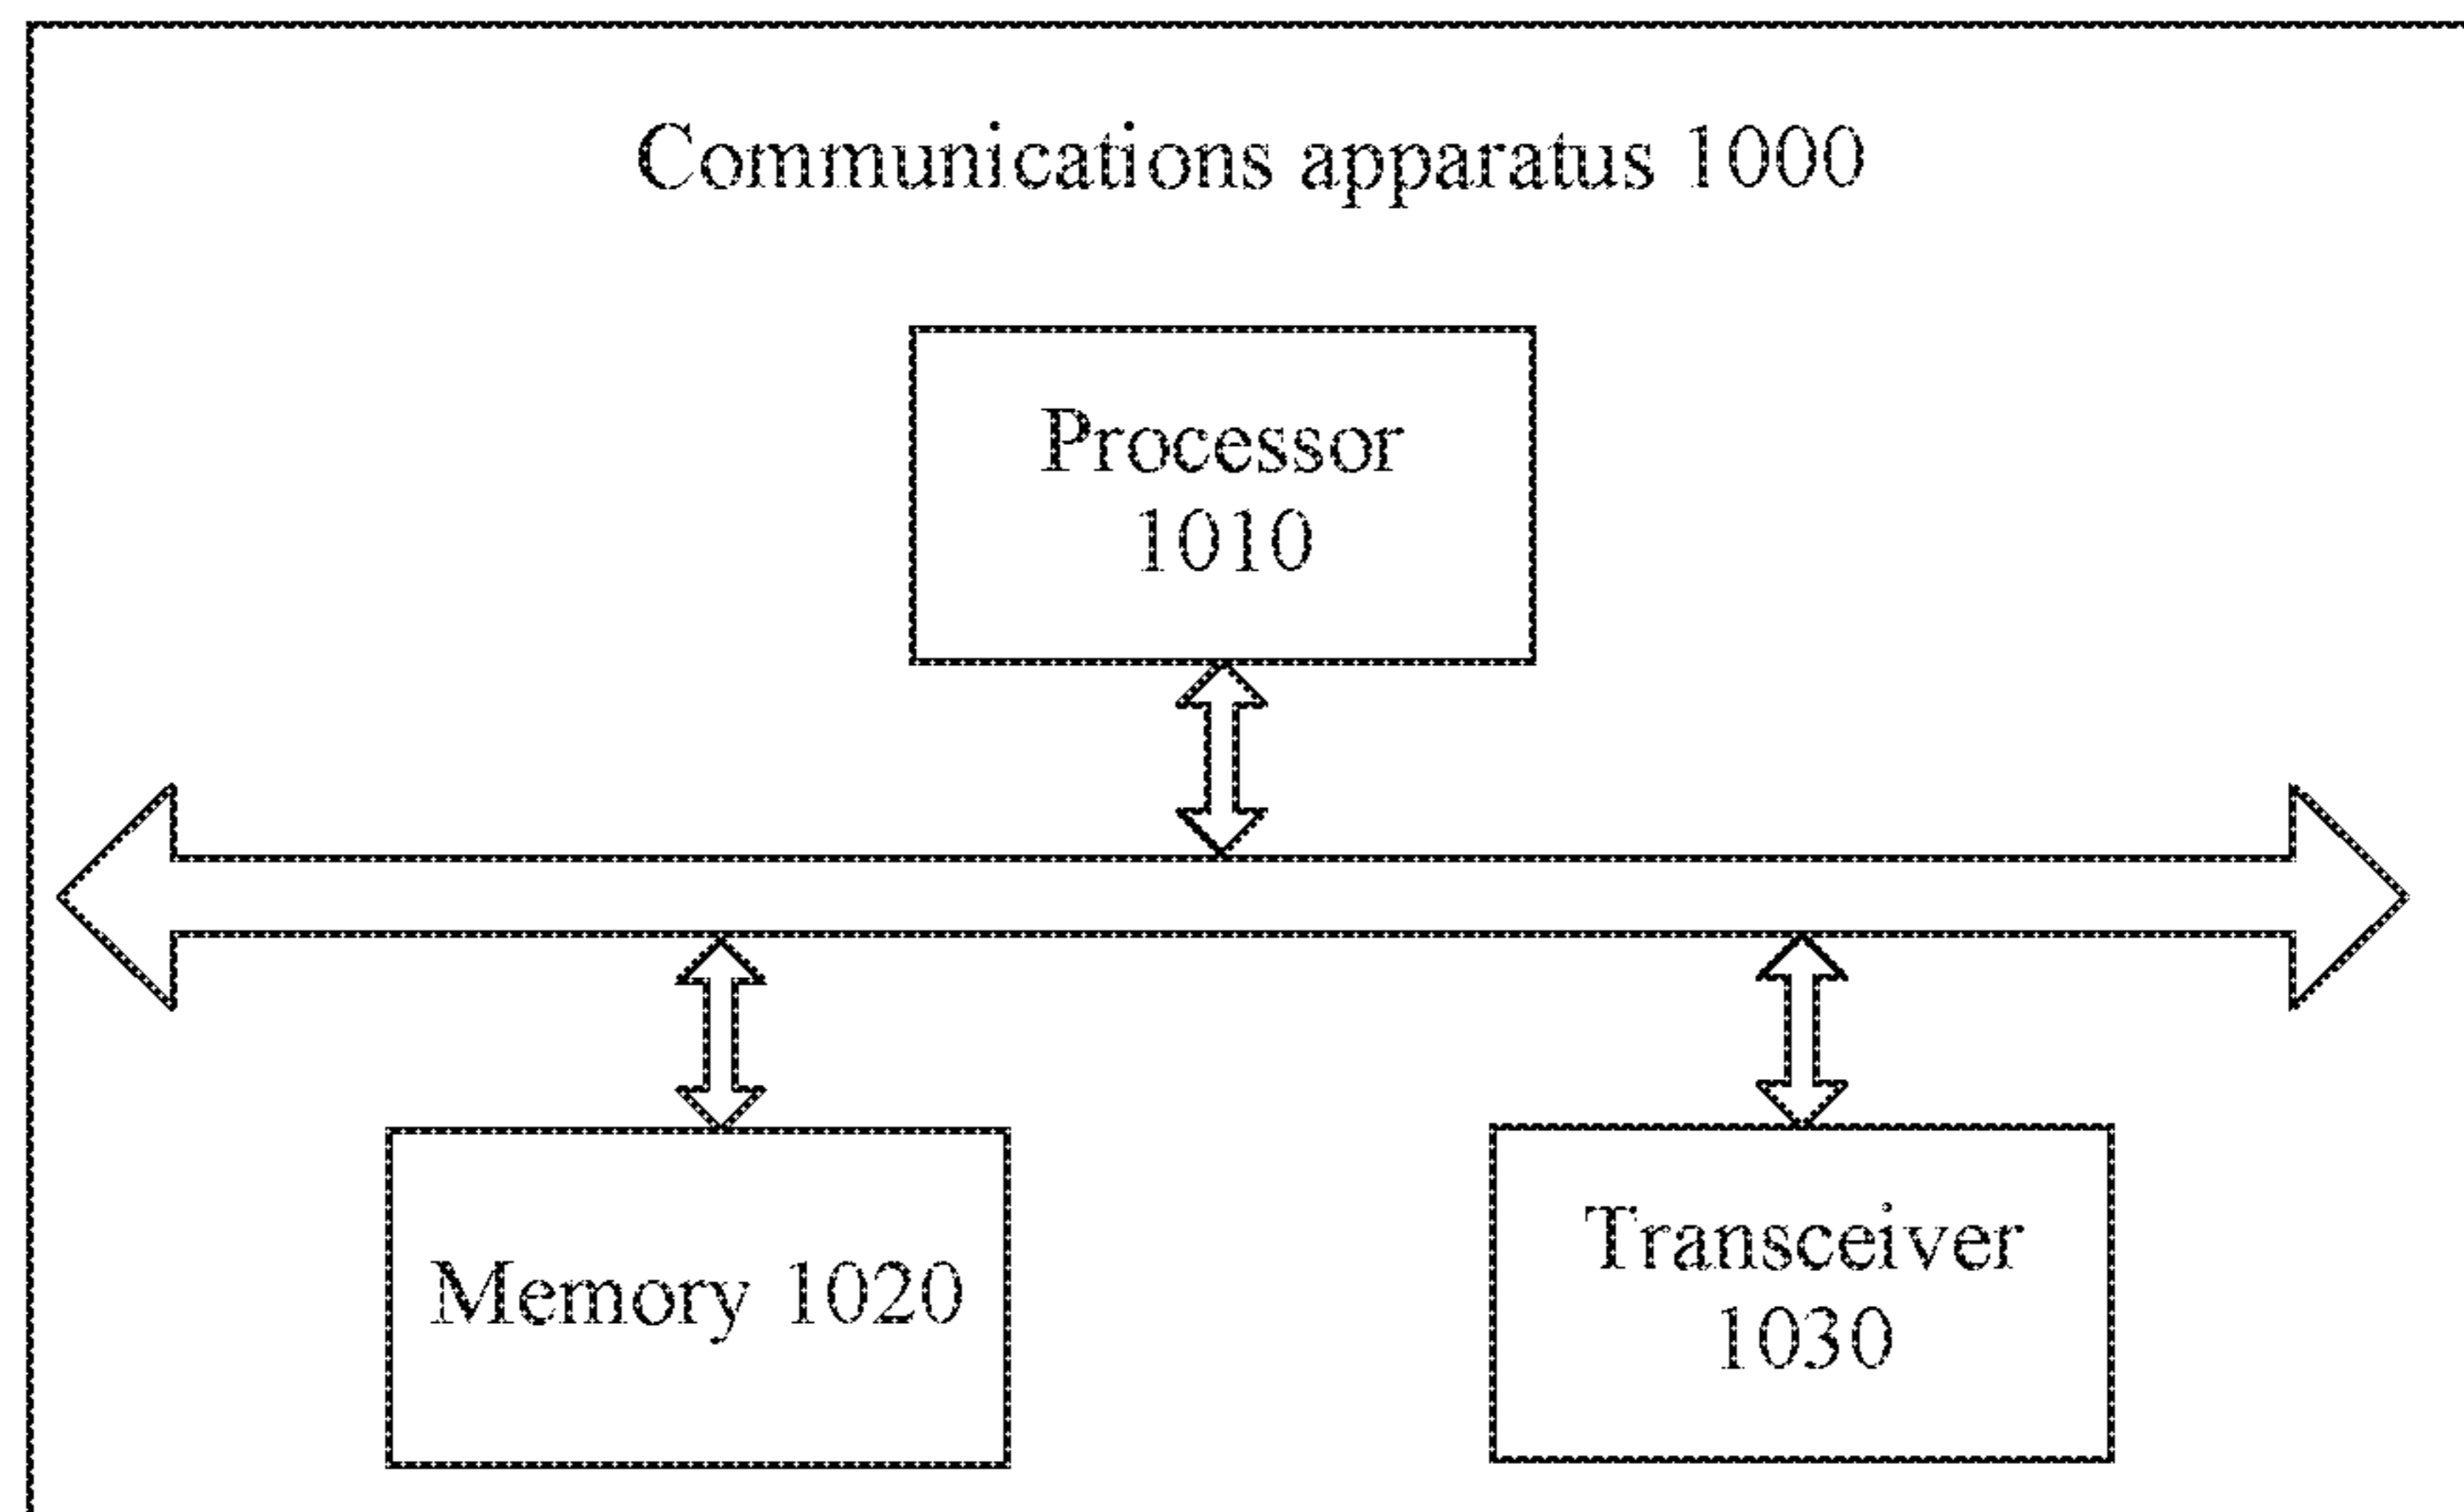 Communications apparatus 1000
Processor
1010
Memory 1020
Transceiver
1030